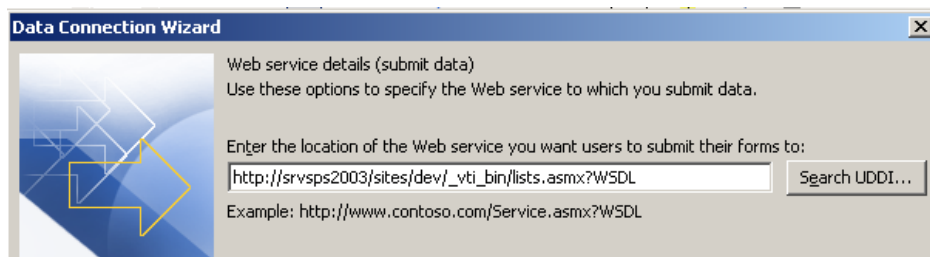 Data Connection Wizard
Web service details (submit data)
Use these options to specify the Web service to which you submit data.
Enter the location of the Web service you want users to submit their forms to:
http://srvsps2003/sites/dev/_vti_bin/lists.asmx?WSDL
Search UDDI...
Example: http://www.contoso.com/Service.asmx?WSDL